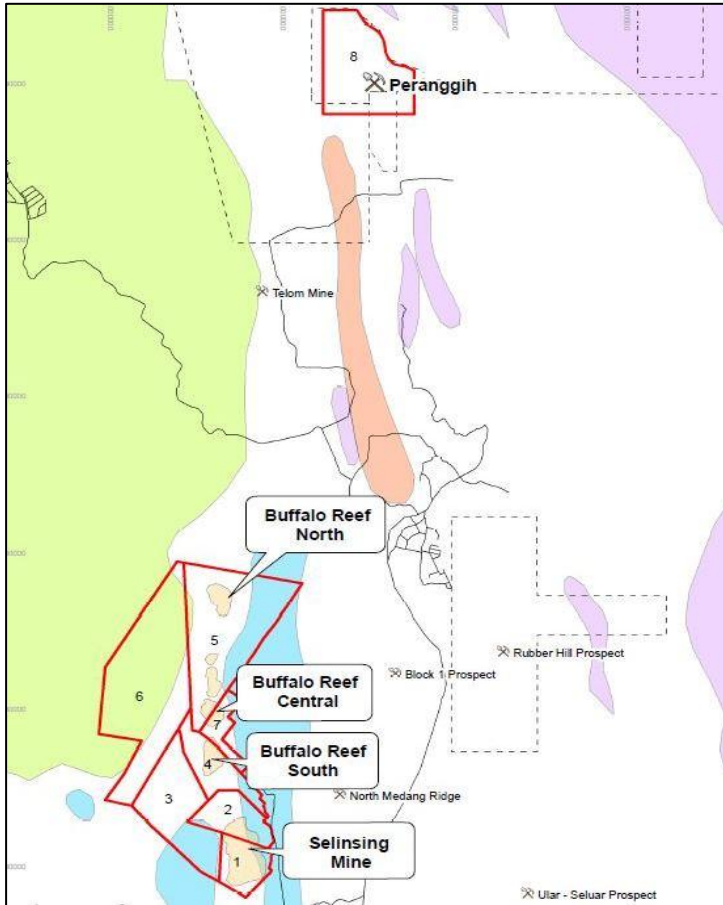 8
Peranggih
Telom Mine
Buffalo Reef
North
5
Rubber Hill Prospect
Block 1 Prospect
6
Buffalo Reef
Central
7
Buffalo Reef
South
4
3
2
North Medang Ridge
Selinsing
Mine
1
Ular - Seluar Prospect